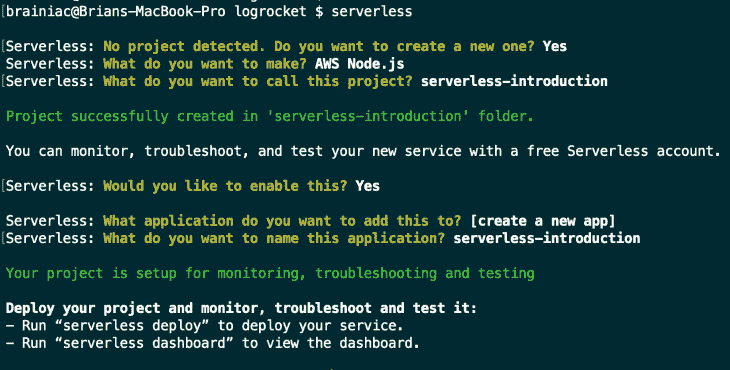 [brainiac@Brians-MacBook-Pro logrocket $ serverless
[Serverless: No project detected. Do you want to create a new one? Yes
Serverless: What do you want to make? AWS Node.js
[Serverless: What do you want to call this project? serverless-introduction
Project successfully created in 'serverless-introduction' folder.
You can monitor, troubleshoot, and test your new service with a free Serverless account.
[Serverless: Would you like to enable this? Yes
Serverless: What application do you want to add this to? [create a new app]
[Serverless: What do you want to name this application? serverless-introduction
Your project is setup for monitoring, troubleshooting and testing
Deploy your project and monitor, troubleshoot and test it:
– Run “serverless deploy” to deploy your service.
– Run “serverless dashboard” to view the dashboard.